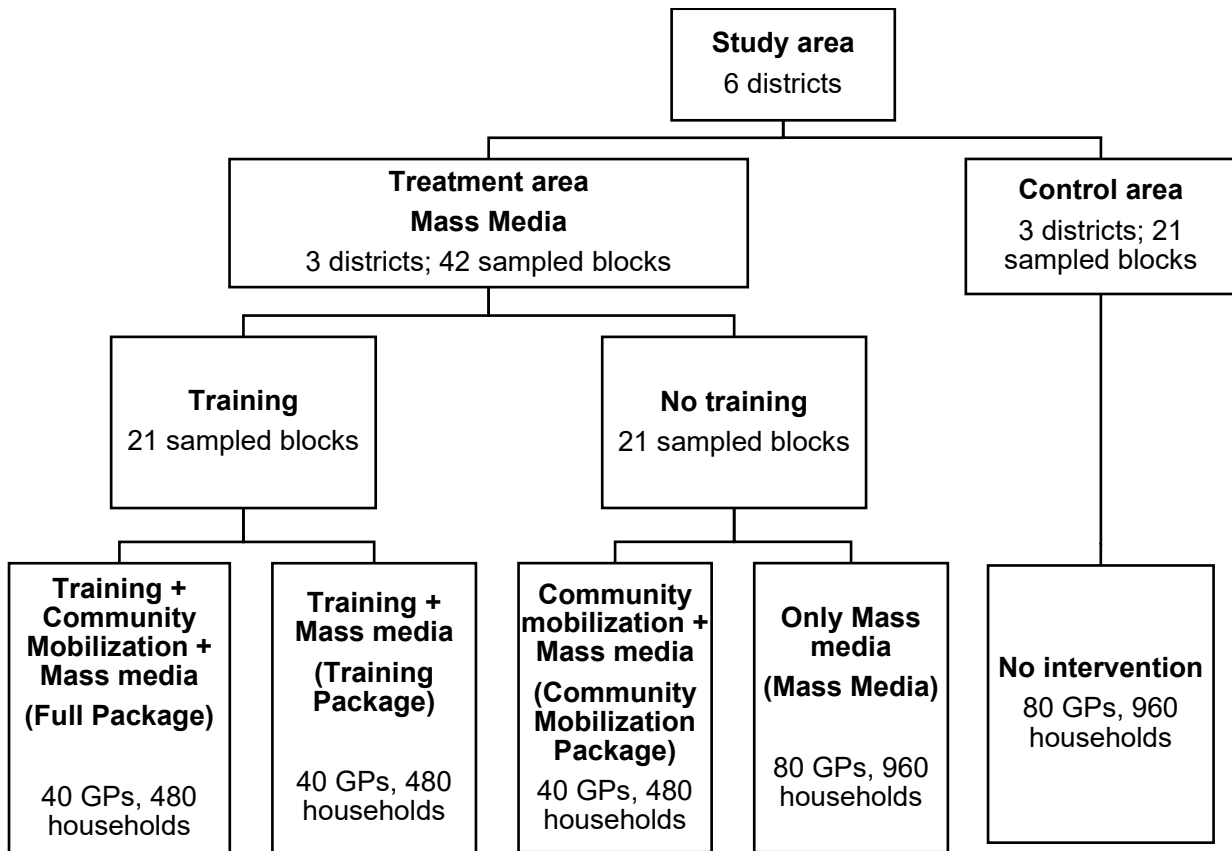 Study area
6 districts
Treatment area
Mass Media
3 districts; 42 sampled blocks
Control area
3 districts; 21
sampled blocks
Training
21 sampled blocks
No training
21 sampled blocks
Training +
Community
Mobilization +
Mass media
(Full Package)
40 GPs, 480
households
Training +
Mass media
(Training
Package)
40 GPs, 480
households
Community
mobilization +
Mass media
(Community
Mobilization
Package)
40 GPs, 480
households
Only Mass
media
(Mass Media)
80 GPs, 960
households
No intervention
80 GPs, 960
households